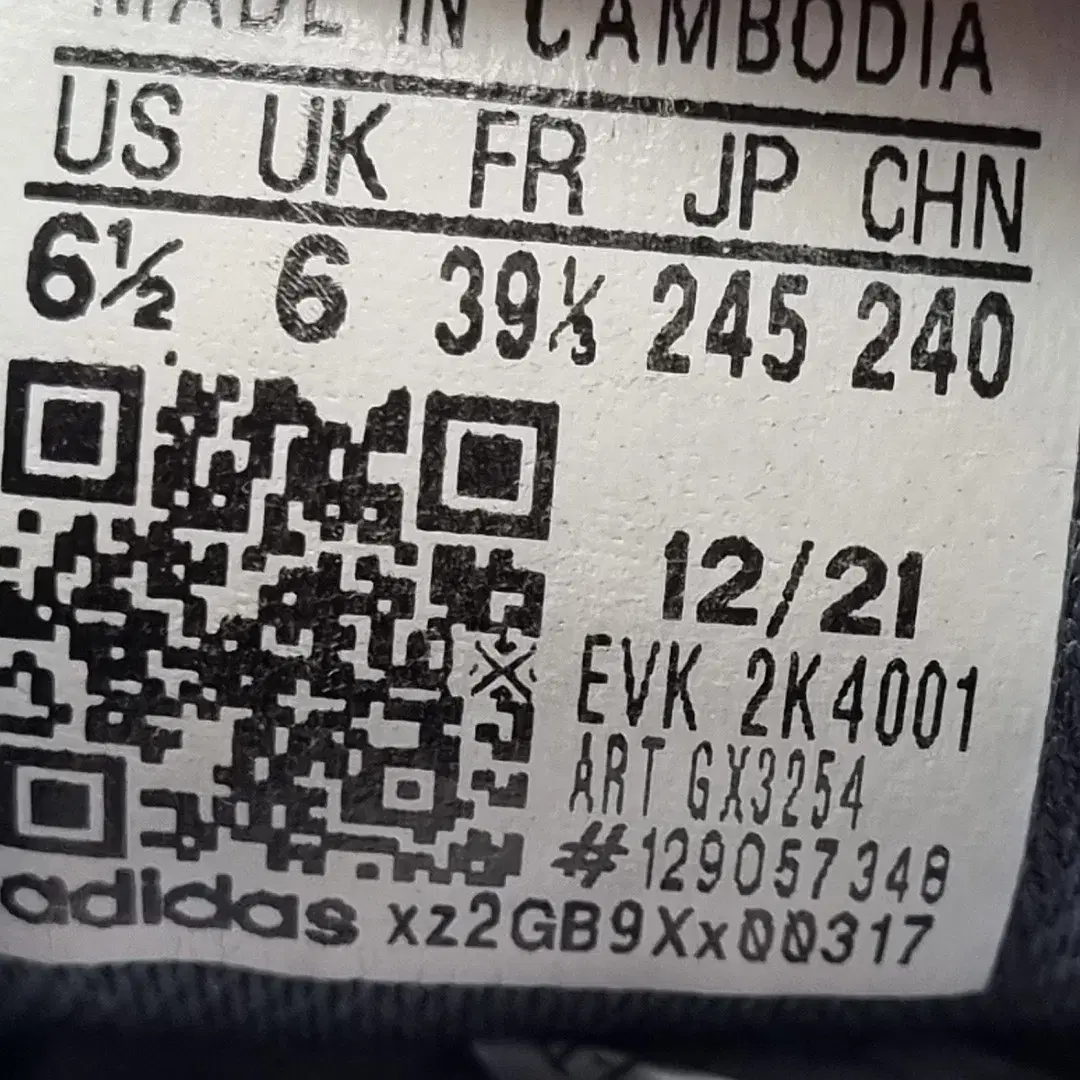 MADE IN CAMBODIA
US UK FR JP CHN
6½ 6 39⅓ 245 240
12/21
EVK 2K4001
ART GX3254
#129057348
adidas xz2GB9Xx00317